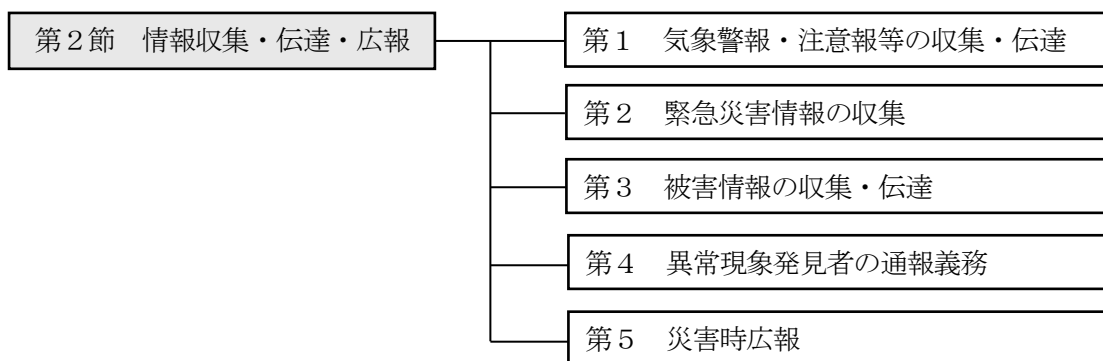 第２節　情報収集・伝達・広報
第１　気象警報・注意報等の収集・伝達
第２　緊急災害情報の収集
第３　被害情報の収集・伝達
第４　異常現象発見者の通報義務
第５　災害時広報